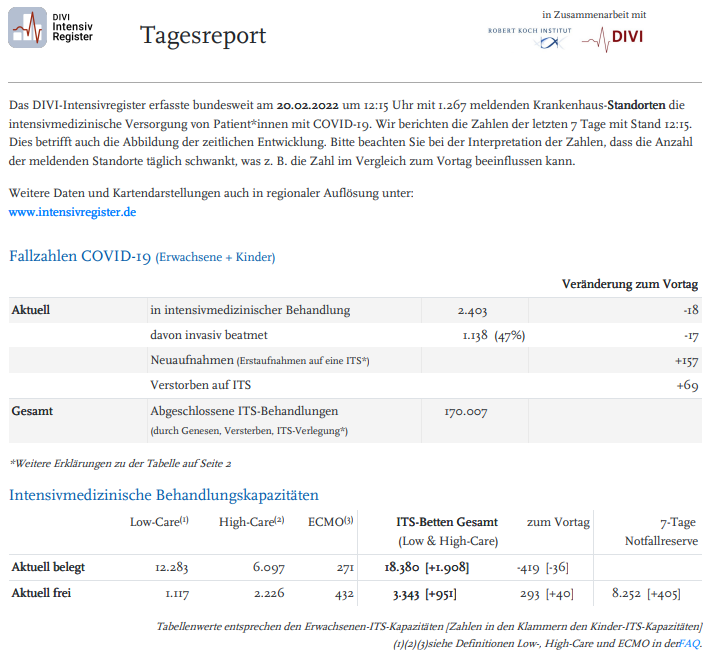 DIVI
Intensiv
Register
Tagesreport
in Zusammenarbeit mit
ROBERT KOCH INSTITUT
DIVI
Das DIVI-Intensivregister erfasste bundesweit am 20.02.2022 um 12:15 Uhr mit 1.267 meldenden Krankenhaus-Standorten die
intensivmedizinische Versorgung von Patient*innen mit COVID-19. Wir berichten die Zahlen der letzten 7 Tage mit Stand 12:15.
Dies betrifft auch die Abbildung der zeitlichen Entwicklung. Bitte beachten Sie bei der Interpretation der Zahlen, dass die Anzahl
der meldenden Standorte täglich schwankt, was z. B. die Zahl im Vergleich zum Vortag beeinflussen kann.
Weitere Daten und Kartendarstellungen auch in regionaler Auflösung unter:
www.intensivregister.de
Fallzahlen COVID-19 (Erwachsene + Kinder)
Veränderung zum Vortag
Aktuell in intensivmedizinischer Behandlung 2.403 -18
davon invasiv beatmet 1.138 (47%) -17
Neuaufnahmen (Erstaufnahmen auf eine ITS*) +157
Verstorben auf ITS +69
Gesamt Abgeschlossene ITS-Behandlungen 170.007
(durch Genesen, Versterben, ITS-Verlegung*)
*Weitere Erklärungen zu der Tabelle auf Seite 2
Intensivmedizinische Behandlungskapazitäten
Low-Care(1) High-Care(2) ECMO(3) ITS-Betten Gesamt zum Vortag 7-Tage
(Low & High-Care) Notfallreserve
Aktuell belegt 12.283 6.097 271 18.380 [+1.908] -419 [-36]
Aktuell frei 1.117 2.226 432 3.343 [+951] 293 [+40] 8.252 [+405]
Tabellenwerte entsprechen den Erwachsenen-ITS-Kapazitäten [Zahlen in den Klammern den Kinder-ITS-Kapazitäten]
(1)(2)(3)siehe Definitionen Low-, High-Care und ECMO in derFAQ.